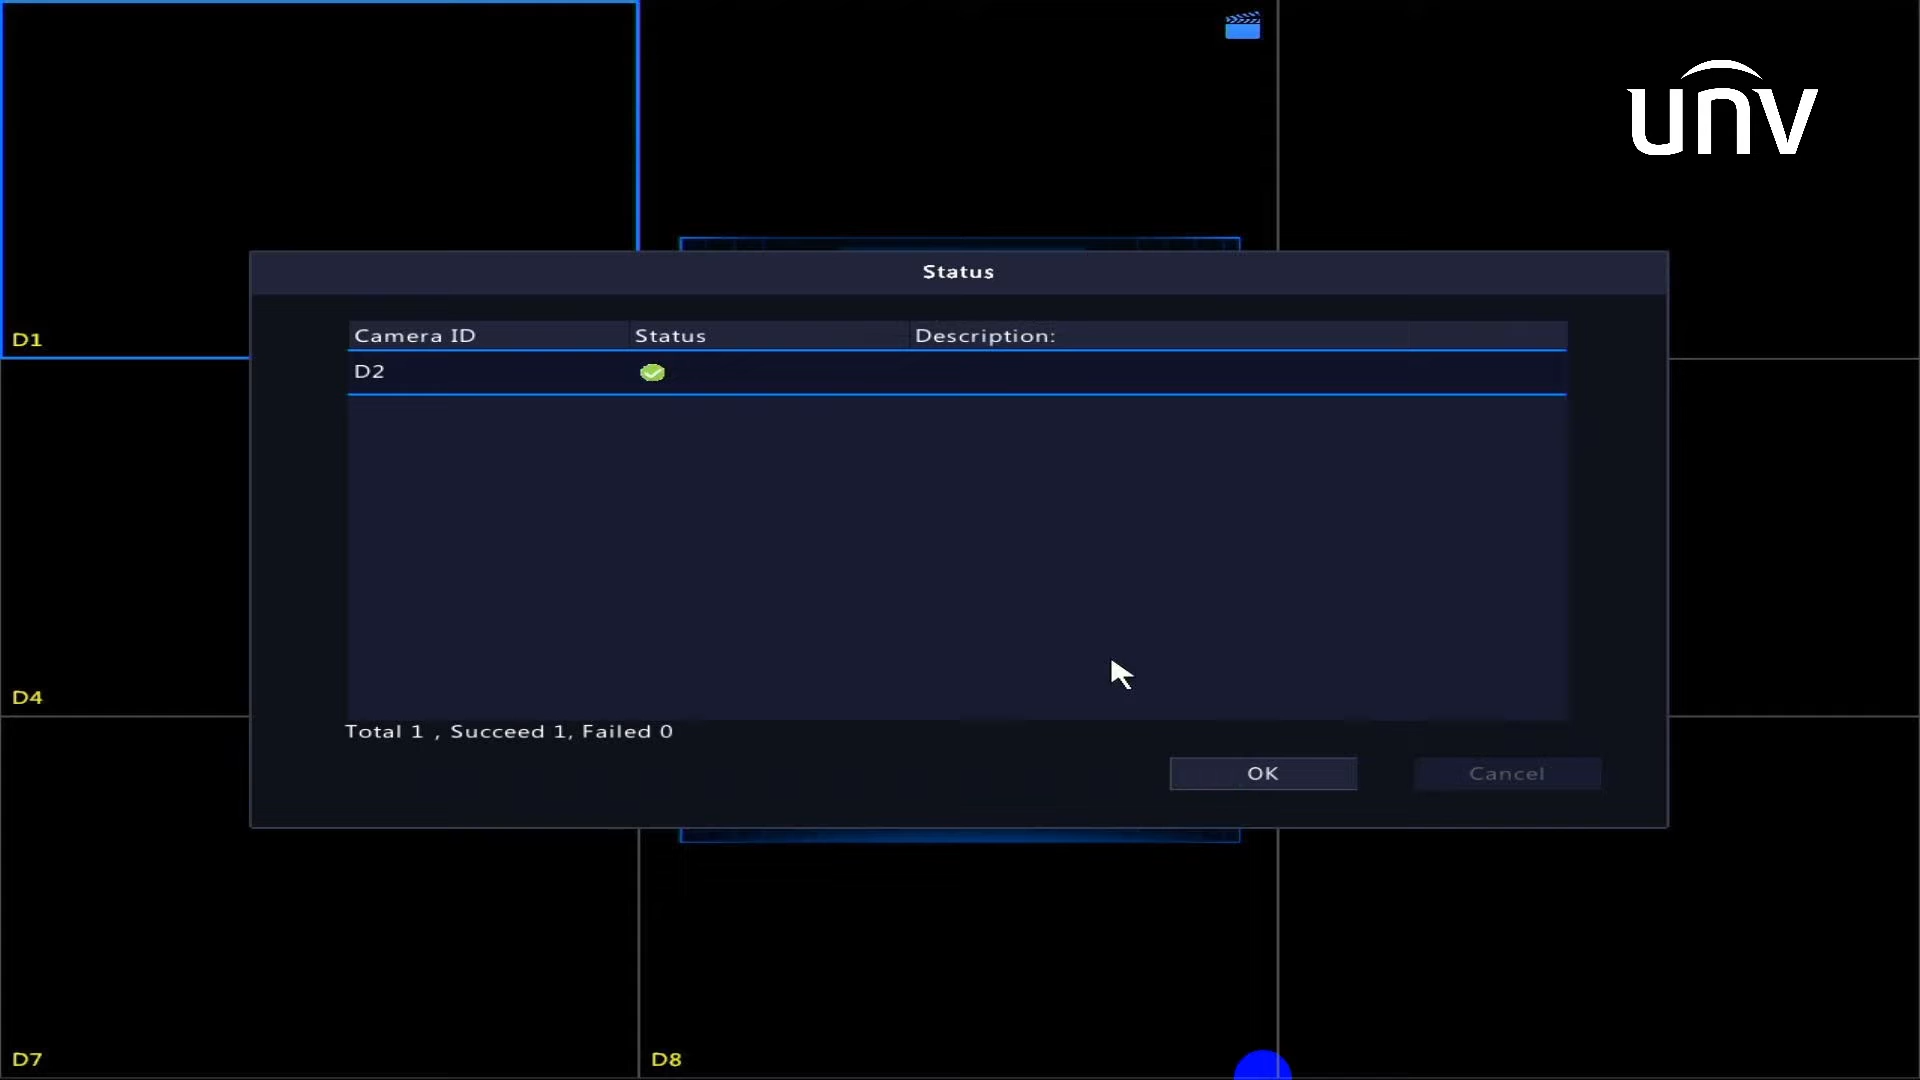 unv
Status
Camera ID Status Description:
D2
Total 1 , Succeed 1, Failed 0
OK Cancel
D1
D4
D7
D8